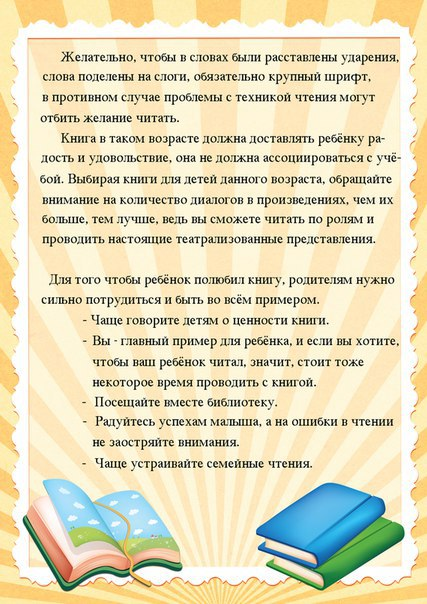 Желательно, чтобы в словах были расставлены ударения,
слова поделены на слоги, обязательно крупный шрифт,
в противном случае проблемы с техникой чтения могут
отбить желание читать.
Книга в таком возрасте должна доставлять ребёнку ра-
дость и удовольствие, она не должна ассоциироваться с учё-
бой. Выбирая книги для детей данного возраста, обращайте
внимание на количество диалогов в произведениях, чем их
больше, тем лучше, ведь вы сможете читать по ролям и
проводить настоящие театрализованные представления.
Для того чтобы ребёнок полюбил книгу, родителям нужно
сильно потрудиться и быть во всём примером.
- Чаще говорите детям о ценности книги.
- Вы - главный пример для ребёнка, и если вы хотите,
чтобы ваш ребёнок читал, значит, стоит тоже
некоторое время проводить с книгой.
- Посещайте вместе библиотеку.
- Радуйтесь успехам малыша, а на ошибки в чтении
не заостряйте внимания.
- Чаще устраивайте семейные чтения.